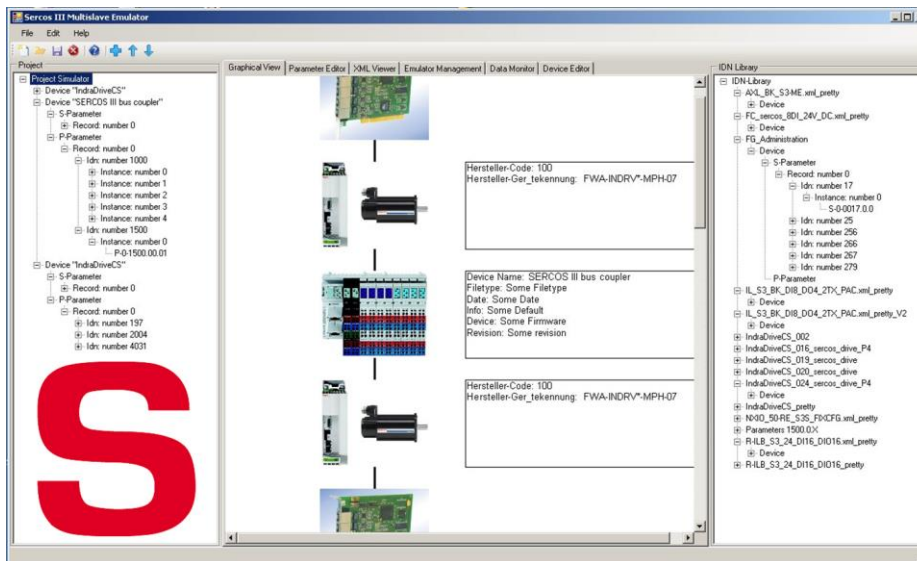 Sercos III Multislave Emulator
File Edit Help
Project
Project Simulator
Device "IndraDriveCS"
Device "SERCOS III bus coupler"
S-Parameter
Record: number 0
P-Parameter
Record: number 0
Idn: number 1000
Instance: number 0
Instance: number 1
Instance: number 2
Instance: number 3
Instance: number 4
Idn: number 1500
Instance: number 0
P-0-1500.00.01
Device "IndraDriveCS"
S-Parameter
Record: number 0
P-Parameter
Record: number 0
Idn: number 197
Idn: number 2004
Idn: number 4031
S
Graphical View Parameter Editor XML Viewer Emulator Management Data Monitor Device Editor
Hersteller-Code: 100
Hersteller-Ger_tekennung: FWA-INDRV*-MPH-07
Device Name: SERCOS III bus coupler
Filetype: Some Filetype
Date: Some Date
Info: Some Default
Device: Some Firmware
Revision: Some revision
Hersteller-Code: 100
Hersteller-Ger_tekennung: FWA-INDRV*-MPH-07
IDN Library
IDN-Library
AXL_BK_S3-ME.xml_pretty
Device
FC_sercos_8DI_24V_DC.xml_pretty
Device
FG_Administration
Device
S-Parameter
Record: number 0
Idn: number 17
Instance: number 0
S-0-0017.0.0
Idn: number 25
Idn: number 256
Idn: number 266
Idn: number 267
Idn: number 279
P-Parameter
IL_S3_BK_DI8_DO4_2TX_PAC.xml_pretty
Device
IL_S3_BK_DI8_DO4_2TX_PAC.xml_pretty_V2
Device
IndraDriveCS_002
IndraDriveCS_016_sercos_drive_P4
IndraDriveCS_019_sercos_drive
IndraDriveCS_020_sercos_drive
IndraDriveCS_024_sercos_drive_P4
Device
IndraDriveCS_pretty
NXIO_50-RE_S3S_FIXCFG.xml_pretty
Parameters 1500.0.X
R-ILB_S3_24_DI16_DIO16.xml_pretty
Device
R-ILB_S3_24_DI16_DIO16_pretty